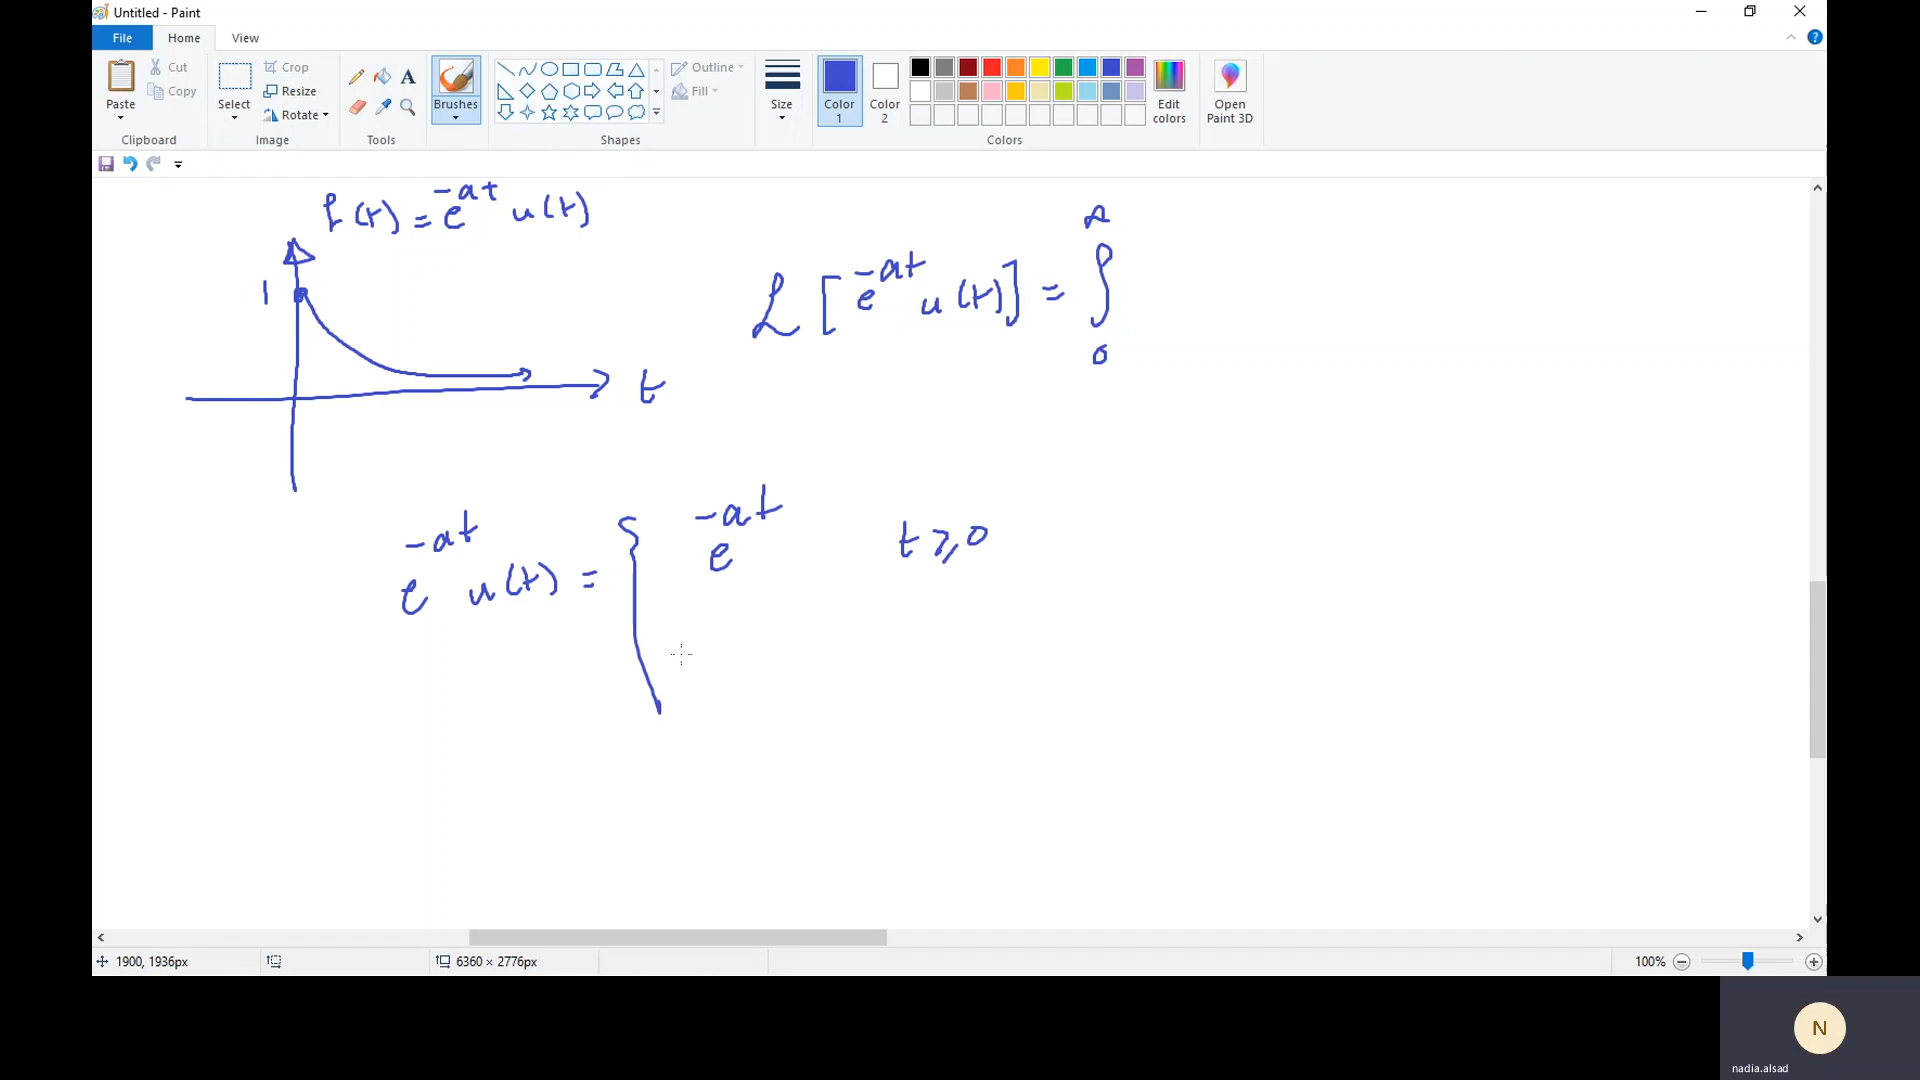 Untitled - Paint
File Home View
Paste
Cut
Copy
Clipboard
Select
Crop
Resize
Rotate
Image
A
Tools
Brushes
Outline
Fill
Shapes
Size
Color 1
Color 2
Edit colors
Open Paint 3D
Colors
f(t) = e^{-at} u(t)
1
t
ℒ [e^{-at} u(t)] = ∫_0
e^{-at} u(t) = { e^{-at} t ≥ 0
1900, 1936px
6360 × 2776px
100%
N
nadia.alsad